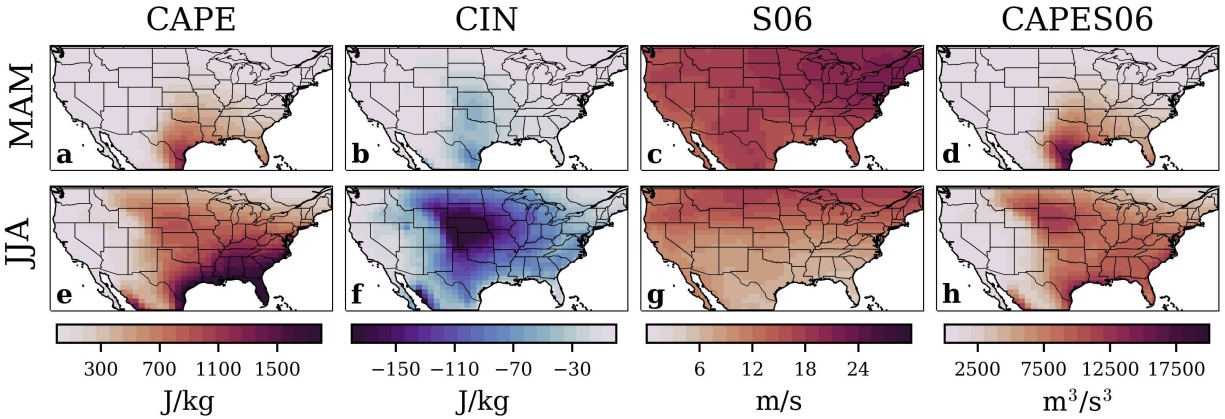 CAPE CIN S06 CAPES06
MAM
a b c d
JJA
e f g h
300 700 1100 1500 −150 −110 −70 −30 6 12 18 24 2500 7500 12500 17500
J/kg J/kg m/s m³/s³